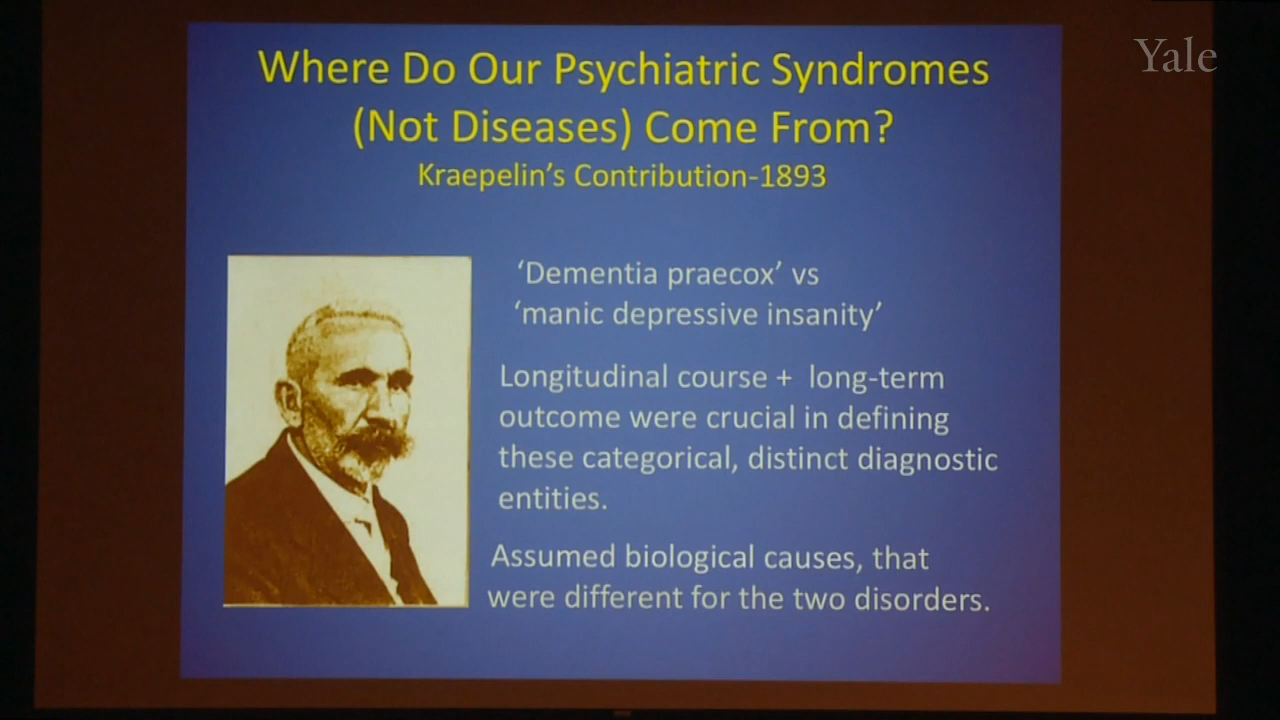 Yale
Where Do Our Psychiatric Syndromes
(Not Diseases) Come From?
Kraepelin’s Contribution-1893
‘Dementia praecox’ vs
‘manic depressive insanity’
Longitudinal course + long-term
outcome were crucial in defining
these categorical, distinct diagnostic
entities.
Assumed biological causes, that
were different for the two disorders.